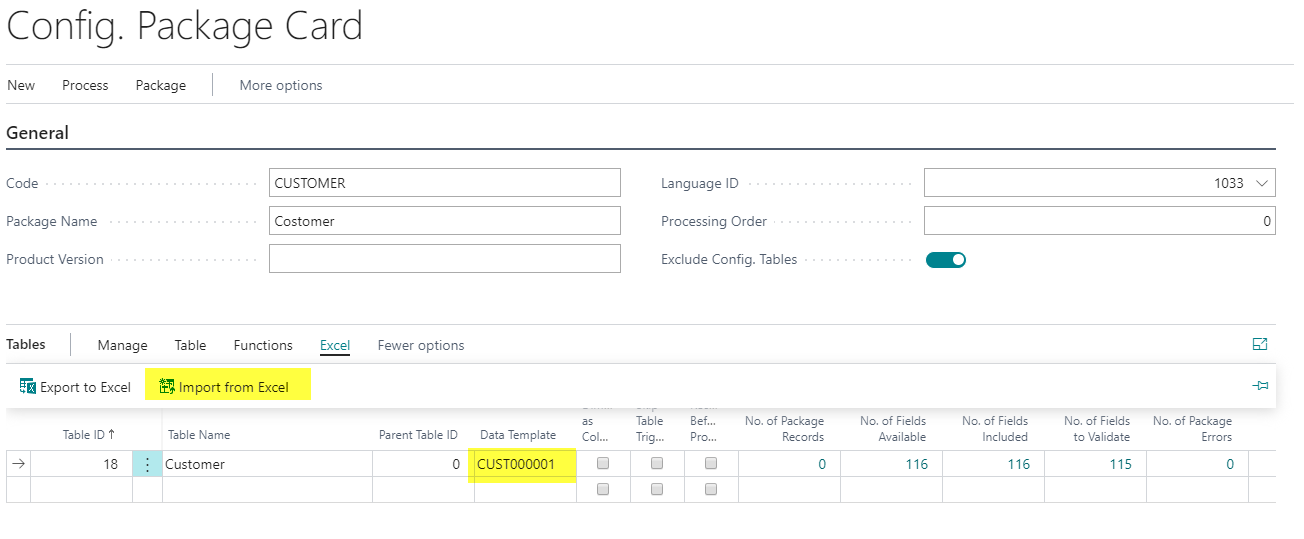 Config. Package Card
New Process Package More options
General
Code CUSTOMER Language ID 1033
Package Name Costomer Processing Order 0
Product Version Exclude Config. Tables
Tables Manage Table Functions Excel Fewer options
Export to Excel Import from Excel
as Table Bef... No. of Package No. of Fields No. of Fields No. of Fields No. of Package
Table ID ↑ Table Name Parent Table ID Data Template Col... Trig... Pro... Records Available Included to Validate Errors
18 Customer 0 CUST000001 0 116 116 115 0